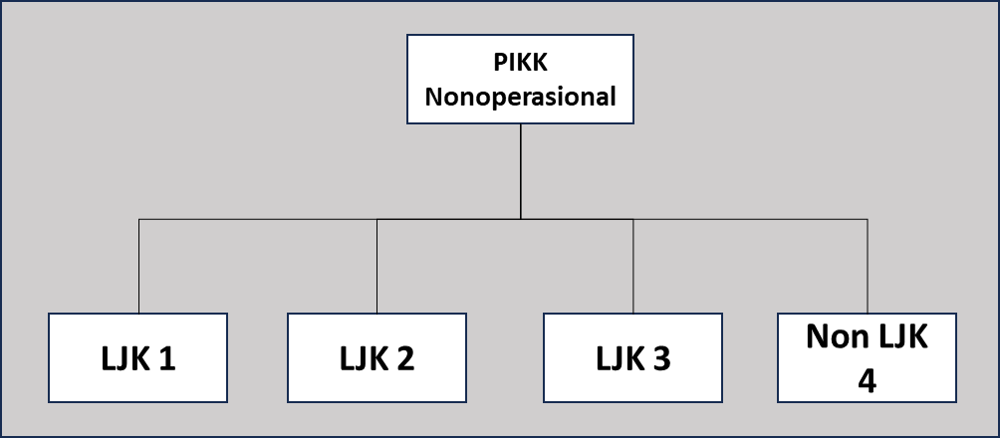 PIKK
Nonoperasional
LJK 1
LJK 2
LJK 3
Non LJK
4